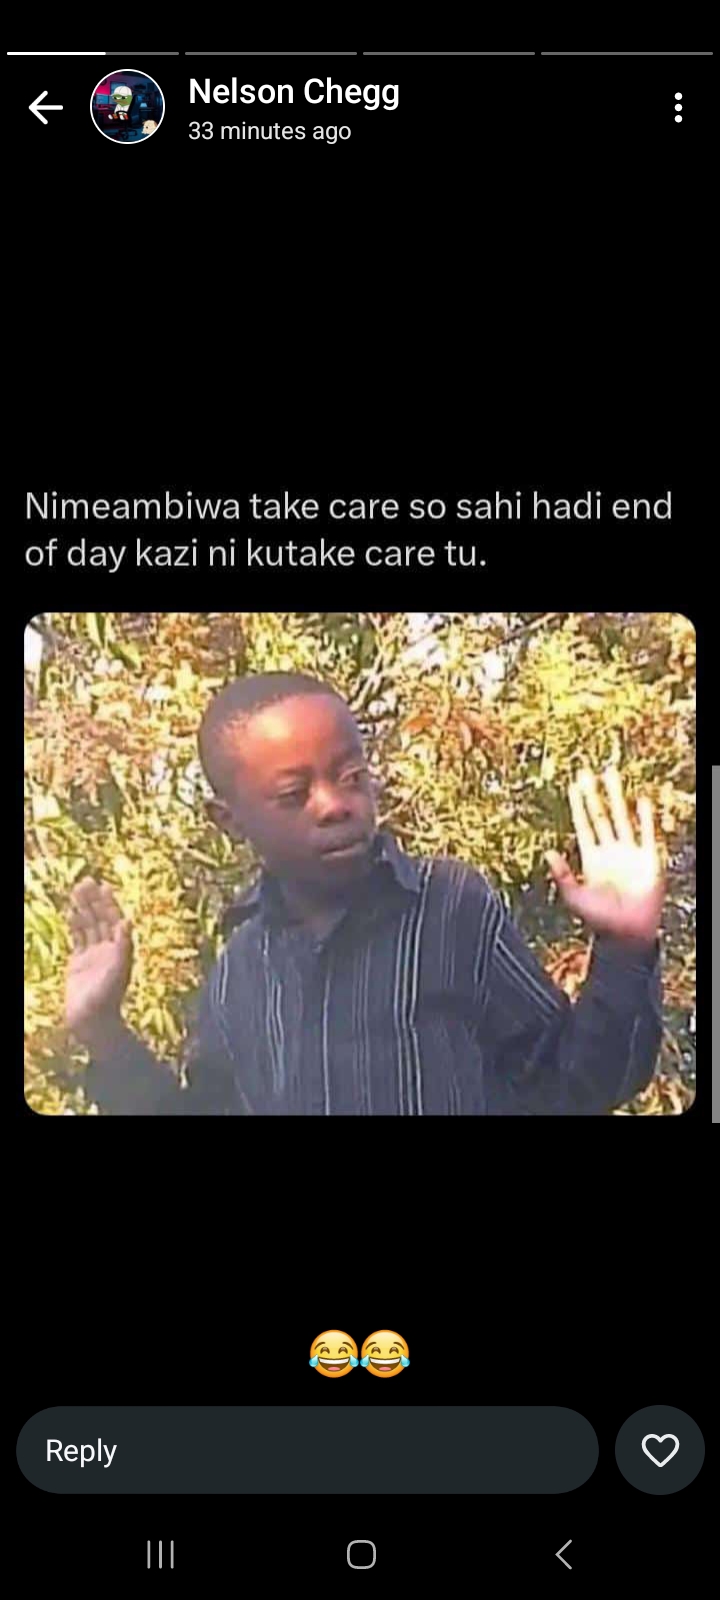 Nelson Chegg
33 minutes ago
Nimeambiwa take care so sahi hadi end
of day kazi ni kutake care tu.
😂😂
Reply